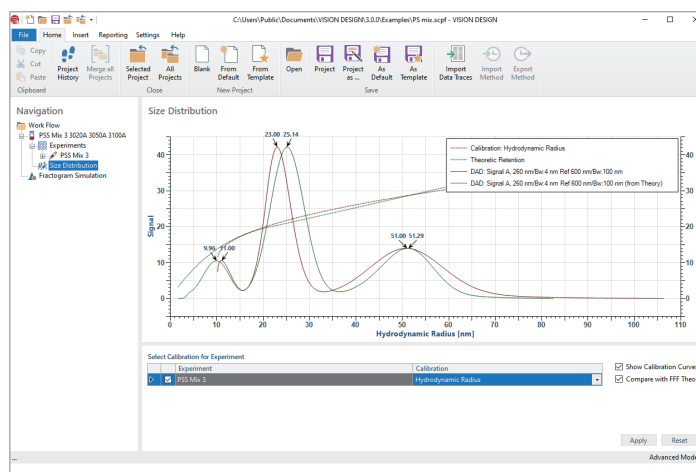 C:\Users\Public\Documents\VISION DESIGN\3.0.0\Examples\PS mix.scpf - VISION DESIGN
File Home Insert Reporting Settings Help
Copy
Cut
Paste
Project History
Merge all Projects
Selected Project
All Projects
Blank
From Default
From Template
Open
Project
Project as ...
As Default
As Template
Import Data Traces
Import Method
Export Method
Clipboard Close New Project Save
Navigation
Work Flow
PSS Mix 3 3020A 3050A 3100A
Experiments
PSS Mix 3
Size Distribution
Fractogram Simulation
Size Distribution
23.00 25.14
Calibration: Hydrodynamic Radius
Theoretic Retention
DAD: Signal A, 260 nm/Bw:4 nm Ref 600 nm/Bw:100 nm
DAD: Signal A, 260 nm/Bw:4 nm Ref 600 nm/Bw:100 nm (from Theory)
9.96 11.00
51.00 51.29
Signal
40 40
30 30
20 20
10 10
0 0
0 10 20 30 40 50 60 70 80 90 100 110
Hydrodynamic Radius [nm]
Select Calibration for Experiment
Experiment Calibration
PSS Mix 3 Hydrodynamic Radius
Show Calibration Curve
Compare with FFF Theo
Apply Reset
... Advanced Mode